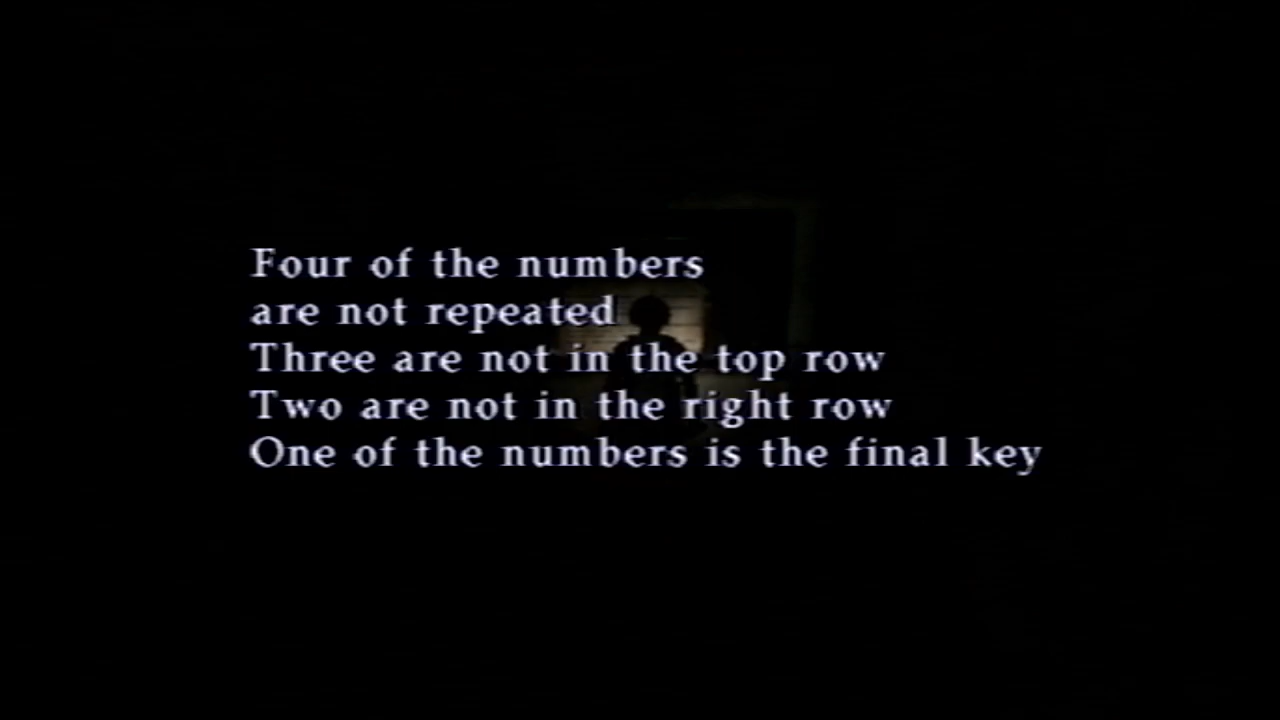 Four of the numbers
are not repeated
Three are not in the top row
Two are not in the right row
One of the numbers is the final key